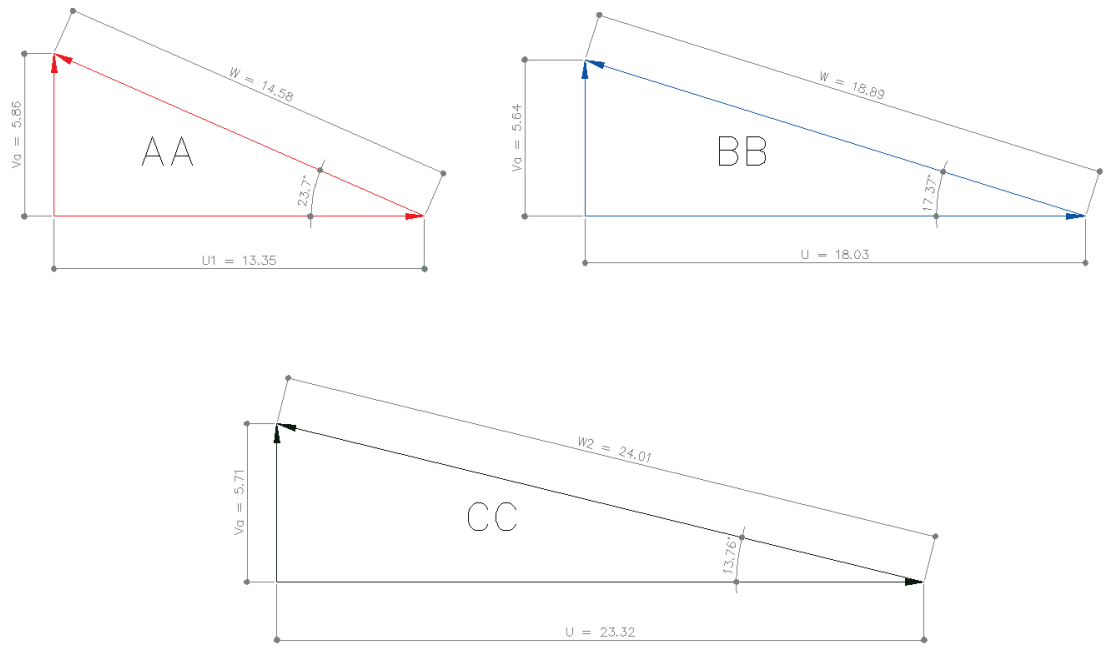 W = 14.58
Va = 5.86
AA
23.7°
U1 = 13.35
W = 18.89
Va = 5.64
BB
17.37°
U = 18.03
W2 = 24.01
Va = 5.71
CC
13.76°
U = 23.32